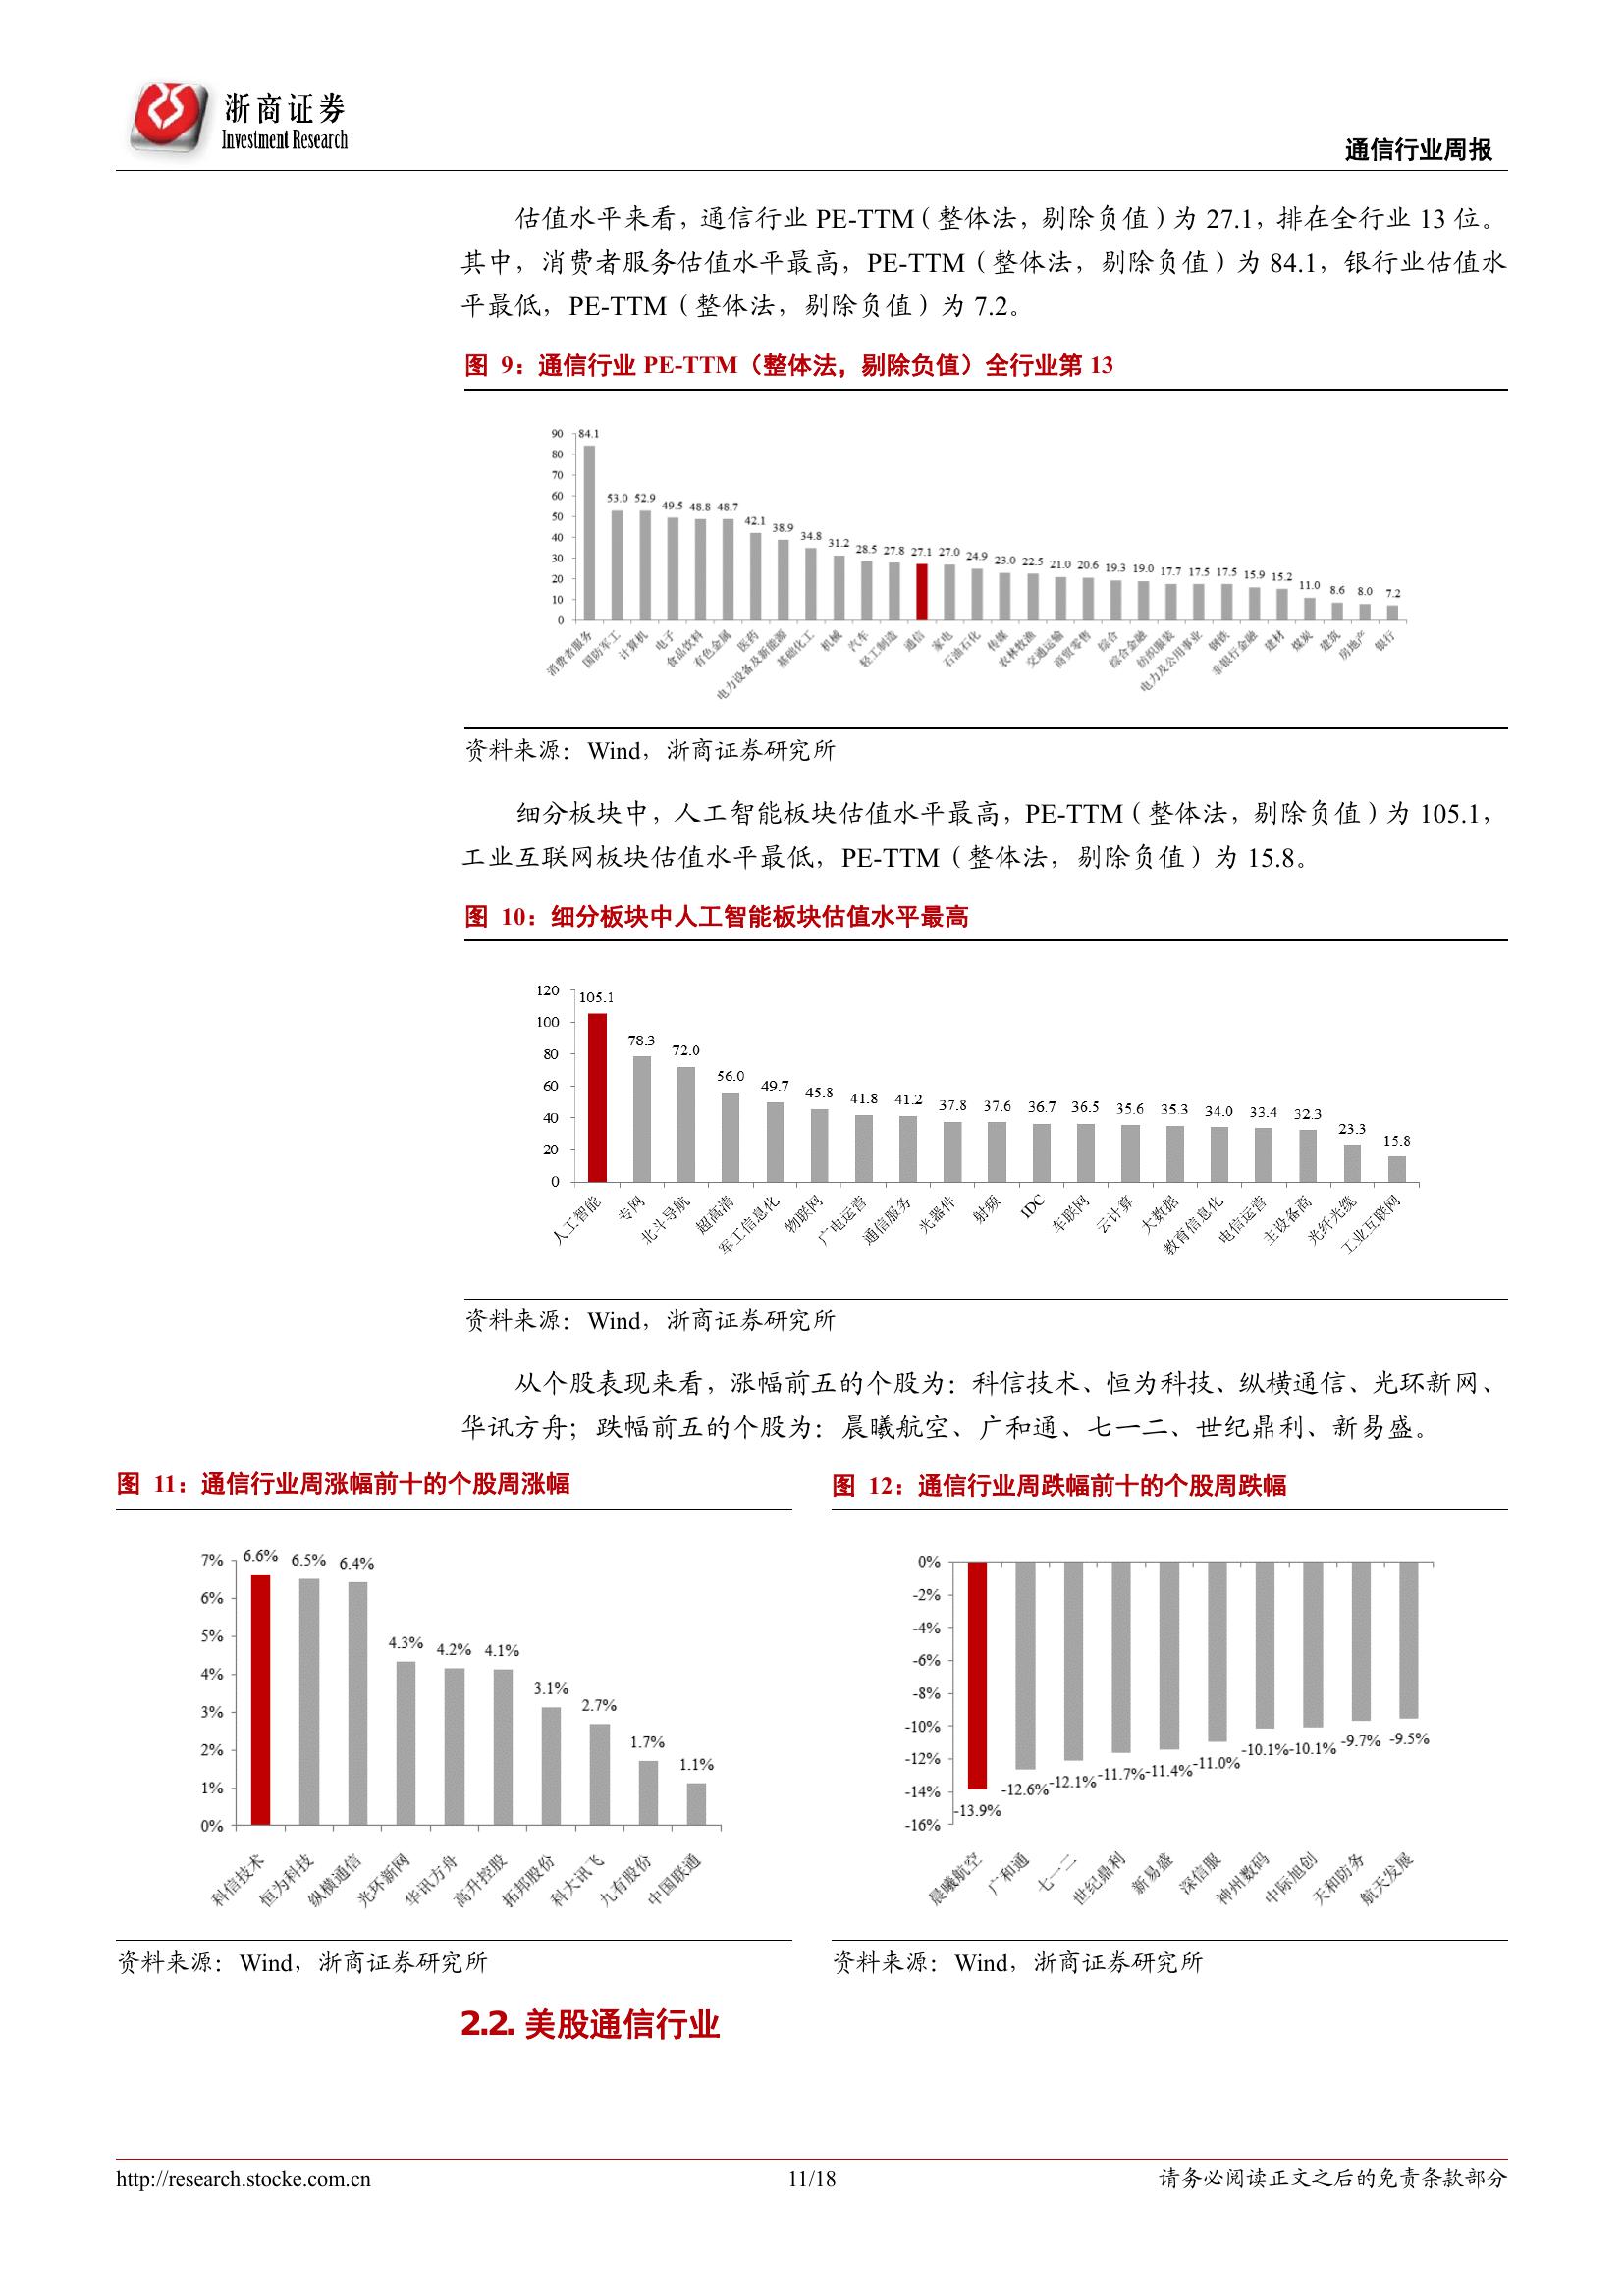 浙商证券
Investment Research
通信行业周报
估值水平来看，通信行业 PE-TTM（整体法，剔除负值）为 27.1，排在全行业 13 位。
其中，消费者服务估值水平最高，PE-TTM（整体法，剔除负值）为 84.1，银行业估值水
平最低，PE-TTM（整体法，剔除负值）为 7.2。
图 9：通信行业 PE-TTM（整体法，剔除负值）全行业第 13
90
80
70
60
50
40
30
20
10
0
84.1 53.0 52.9 49.5 48.8 48.7 42.1 38.9 34.8 31.2 28.5 27.8 27.1 27.0 24.9 23.0 22.5 21.0 20.6 19.3 19.0 17.7 17.5 17.5 15.9 15.2 11.0 8.6 8.0 7.2
消费者服务 国防军工 计算机 电子 食品饮料 有色金属 医药 电力设备及新能源 基础化工 机械 汽车 轻工制造 通信 家电 石油石化 传媒 农林牧渔 交通运输 商贸零售 综合 综合金融 纺织服装 电力及公用事业 钢铁 非银行金融 建材 煤炭 建筑 房地产 银行
资料来源：Wind，浙商证券研究所
细分板块中，人工智能板块估值水平最高，PE-TTM（整体法，剔除负值）为 105.1，
工业互联网板块估值水平最低，PE-TTM（整体法，剔除负值）为 15.8。
图 10：细分板块中人工智能板块估值水平最高
120
100
80
60
40
20
0
105.1 78.3 72.0 56.0 49.7 45.8 41.8 41.2 37.8 37.6 36.7 36.5 35.6 35.3 34.0 33.4 32.3 23.3 15.8
人工智能 专网 北斗导航 超高清 军工信息化 物联网 广电运营 通信服务 光器件 射频 IDC 车联网 云计算 大数据 教育信息化 电信运营 主设备商 光纤光缆 工业互联网
资料来源：Wind，浙商证券研究所
从个股表现来看，涨幅前五的个股为：科信技术、恒为科技、纵横通信、光环新网、
华讯方舟；跌幅前五的个股为：晨曦航空、广和通、七一二、世纪鼎利、新易盛。
图 11：通信行业周涨幅前十的个股周涨幅
7%
6%
5%
4%
3%
2%
1%
0%
6.6% 6.5% 6.4% 4.3% 4.2% 4.1% 3.1% 2.7% 1.7% 1.1%
科信技术 恒为科技 纵横通信 光环新网 华讯方舟 高升控股 拓邦股份 科大讯飞 九有股份 中国联通
资料来源：Wind，浙商证券研究所
图 12：通信行业周跌幅前十的个股周跌幅
0%
-2%
-4%
-6%
-8%
-10%
-12%
-14%
-16%
-13.9% -12.6% -12.1% -11.7% -11.4% -11.0% -10.1% -10.1% -9.7% -9.5%
晨曦航空 广和通 七一二 世纪鼎利 新易盛 深信服 神州数码 中际旭创 天和防务 航天发展
资料来源：Wind，浙商证券研究所
2.2. 美股通信行业
http://research.stocke.com.cn
11/18
请务必阅读正文之后的免责条款部分